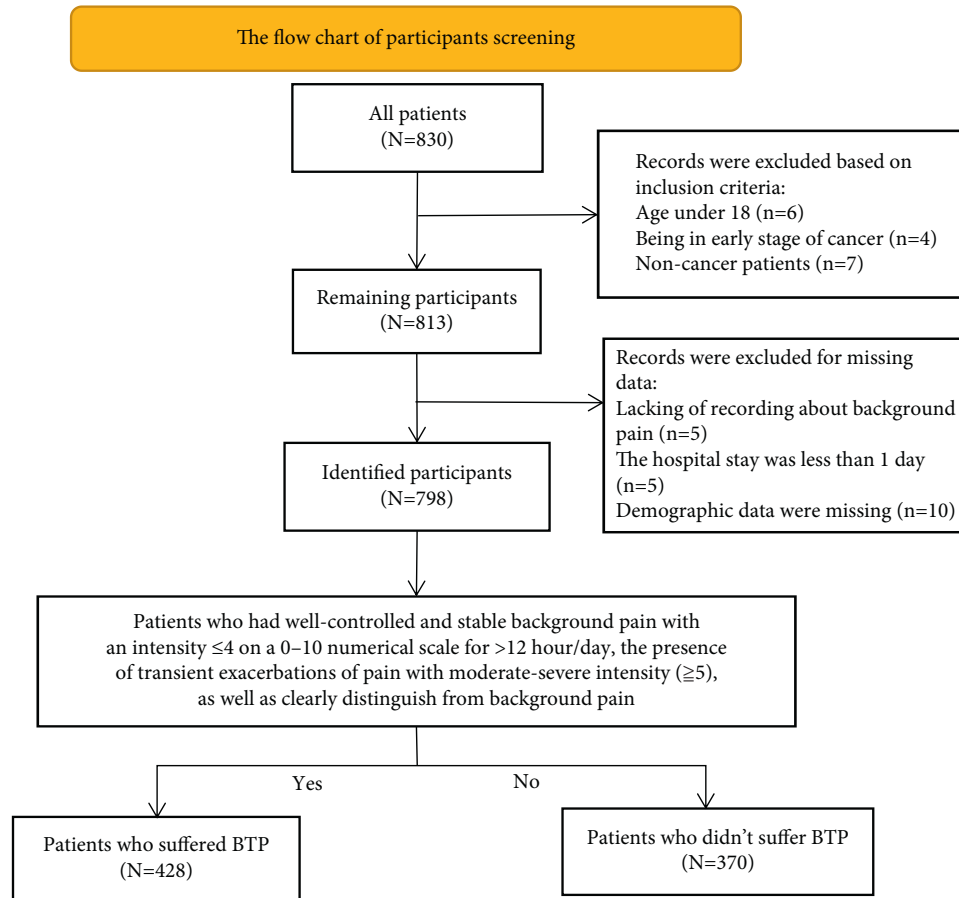 The flow chart of participants screening
All patients
(N=830)
Records were excluded based on
inclusion criteria:
Age under 18 (n=6)
Being in early stage of cancer (n=4)
Non-cancer patients (n=7)
Remaining participants
(N=813)
Records were excluded for missing
data:
Lacking of recording about background
pain (n=5)
The hospital stay was less than 1 day
(n=5)
Demographic data were missing (n=10)
Identified participants
(N=798)
Patients who had well-controlled and stable background pain with
an intensity ≤4 on a 0–10 numerical scale for >12 hour/day, the presence
of transient exacerbations of pain with moderate-severe intensity (≧5),
as well as clearly distinguish from background pain
Yes
No
Patients who suffered BTP
(N=428)
Patients who didn't suffer BTP
(N=370)